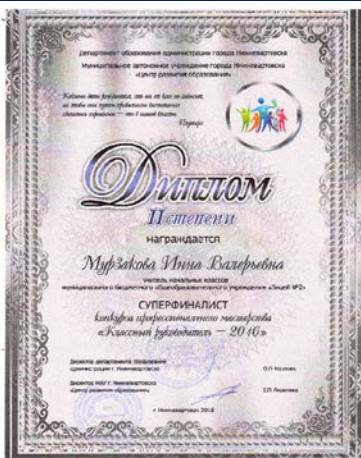 Департамент образования администрации города Нижневартовска
Муниципальное автономное учреждение города Нижневартовска
«Центр развития образования»
Плутарх
Диплом
II степени
награждается
Мурзакова Инна Валерьевна
учитель начальных классов
муниципального бюджетного общеобразовательного учреждения «Лицей №2»
СУПЕРФИНАЛИСТ
конкурса профессионального мастерства
«Классный руководитель – 2016»
Директор департамента образования
администрации г. Нижневартовска О.П. Козлова
Директор МАУ г. Нижневартовска
«Центр развития образования»
г. Нижневартовск